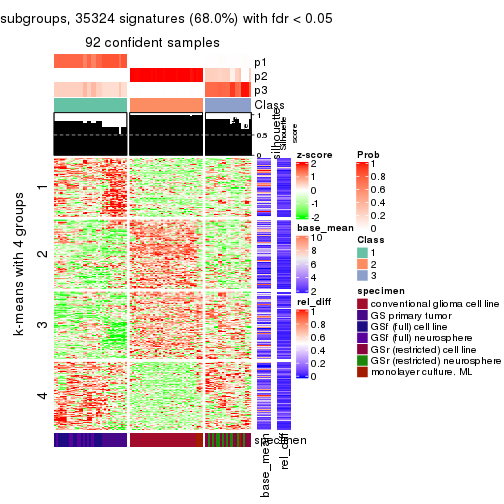 subgroups, 35324 signatures (68.0%) with fdr < 0.05
92 confident samples
p1
p2
p3
Class
1
0.5
0
silhouette
Silhouette
score
k-means with 4 groups
1
2
3
4
specimen
base_mean
rel_diff
z-score
2
1
0
-1
-2
base_mean
10
8
6
4
2
rel_diff
1
0.8
0.6
0.4
0.2
0
Prob
1
0.8
0.6
0.4
0.2
0
Class
1
2
3
specimen
conventional glioma cell line
GS primary tumor
GSf (full) cell line
GSf (full) neurosphere
GSr (restricted) cell line
GSr (restricted) neurosphere
monolayer culture. ML